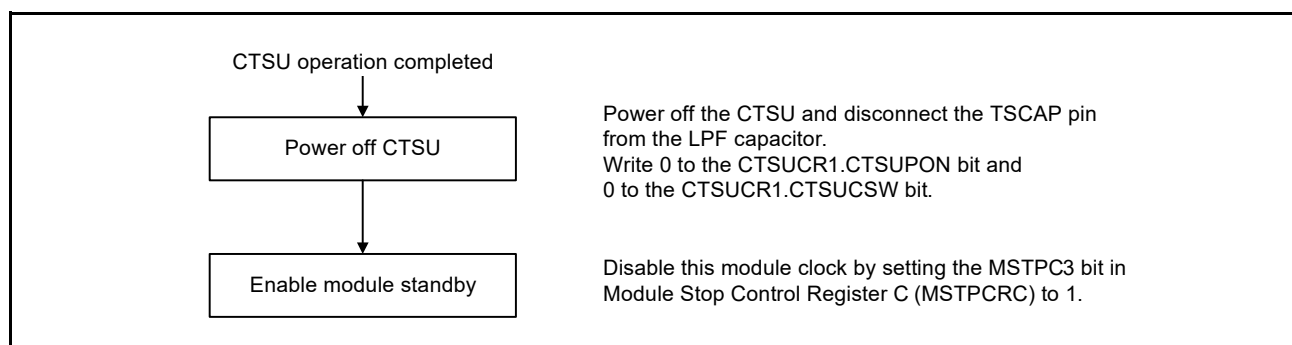 CTSU operation completed
Power off CTSU
Power off the CTSU and disconnect the TSCAP pin
from the LPF capacitor.
Write 0 to the CTSUCR1.CTSUPON bit and
0 to the CTSUCR1.CTSUCSW bit.
Enable module standby
Disable this module clock by setting the MSTPC3 bit in
Module Stop Control Register C (MSTPCRC) to 1.